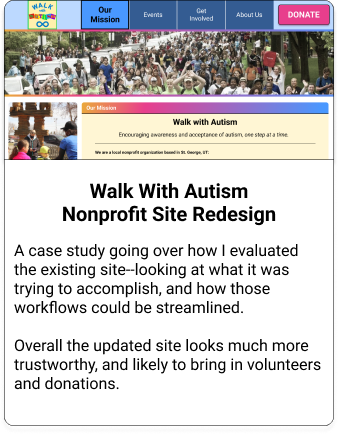 WALK
WITH
AUTISM
Our
Mission
Events
Get
Involved
About Us
DONATE
Our Mission
Walk with Autism
Encouraging awareness and acceptance of autism, one step at a time.
We are a local nonprofit organization based in St. George, UT:
Walk With Autism
Nonprofit Site Redesign
A case study going over how I evaluated
the existing site--looking at what it was
trying to accomplish, and how those
workflows could be streamlined.
Overall the updated site looks much more
trustworthy, and likely to bring in volunteers
and donations.